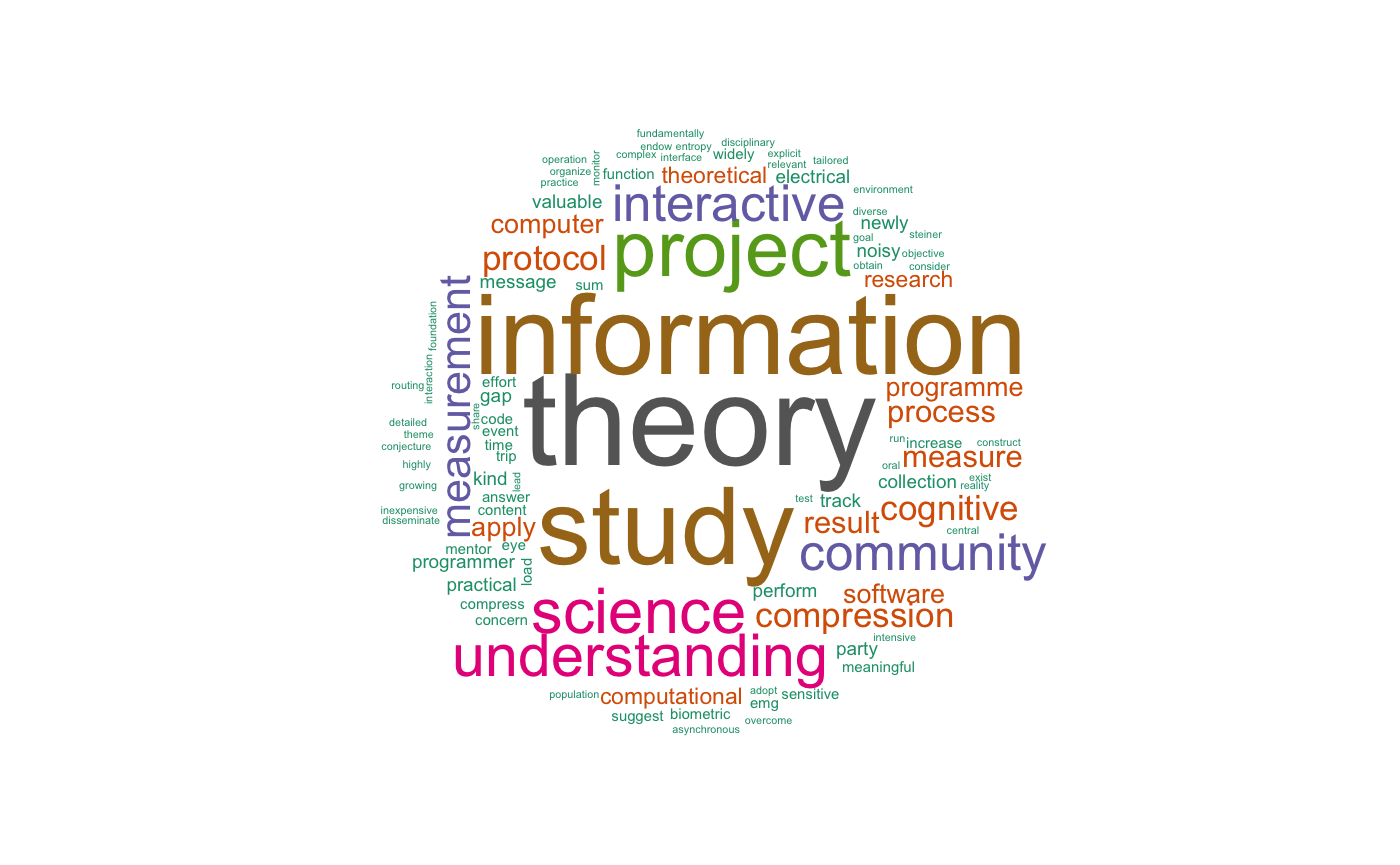 fundamentally
disciplinary
endow entropy
complex interface widely explicit
operation monitor relevant tailored
organize function theoretical electrical
practice environment
valuable interactive
diverse
computer newly
project goal steiner
protocol noisy objective
obtain consider
message sum research
measurement information
foundation
interaction
routing effort programme
gap
theory
share code process
detailed event
theme time run increase construct
conjecture trip measure
highly oral
kind lead collection exist
growing reality
answer test track
content study cognitive
inexpensive
disseminate apply result central
eye community
mentor
programmer
load
practical perform software
compress science compression
concern
intensive
understanding party
meaningful
population computational adopt sensitive
emg
suggest biometric overcome
asynchronous